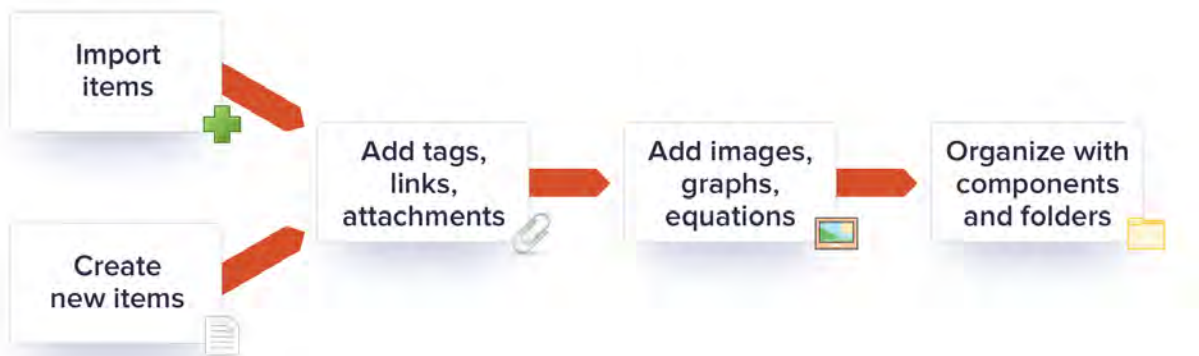 Import
items
Create
new items
Add tags,
links,
attachments
Add images,
graphs,
equations
Organize with
components
and folders